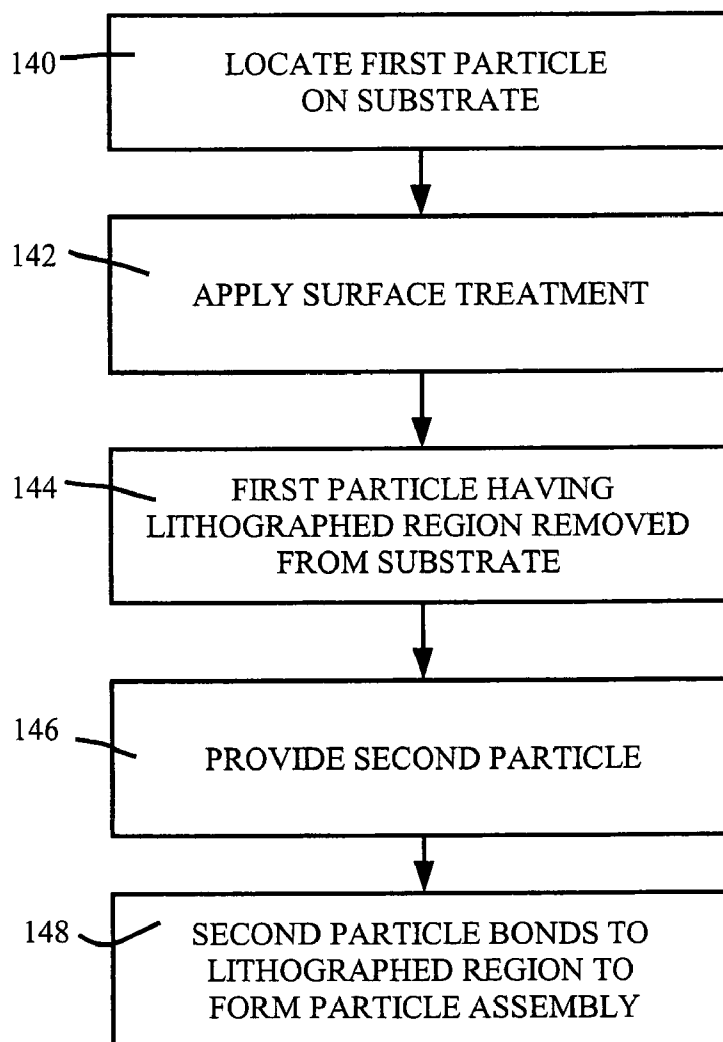 140
LOCATE FIRST PARTICLE
ON SUBSTRATE
142
APPLY SURFACE TREATMENT
144
FIRST PARTICLE HAVING
LITHOGRAPHED REGION REMOVED
FROM SUBSTRATE
146
PROVIDE SECOND PARTICLE
148
SECOND PARTICLE BONDS TO
LITHOGRAPHED REGION TO
FORM PARTICLE ASSEMBLY